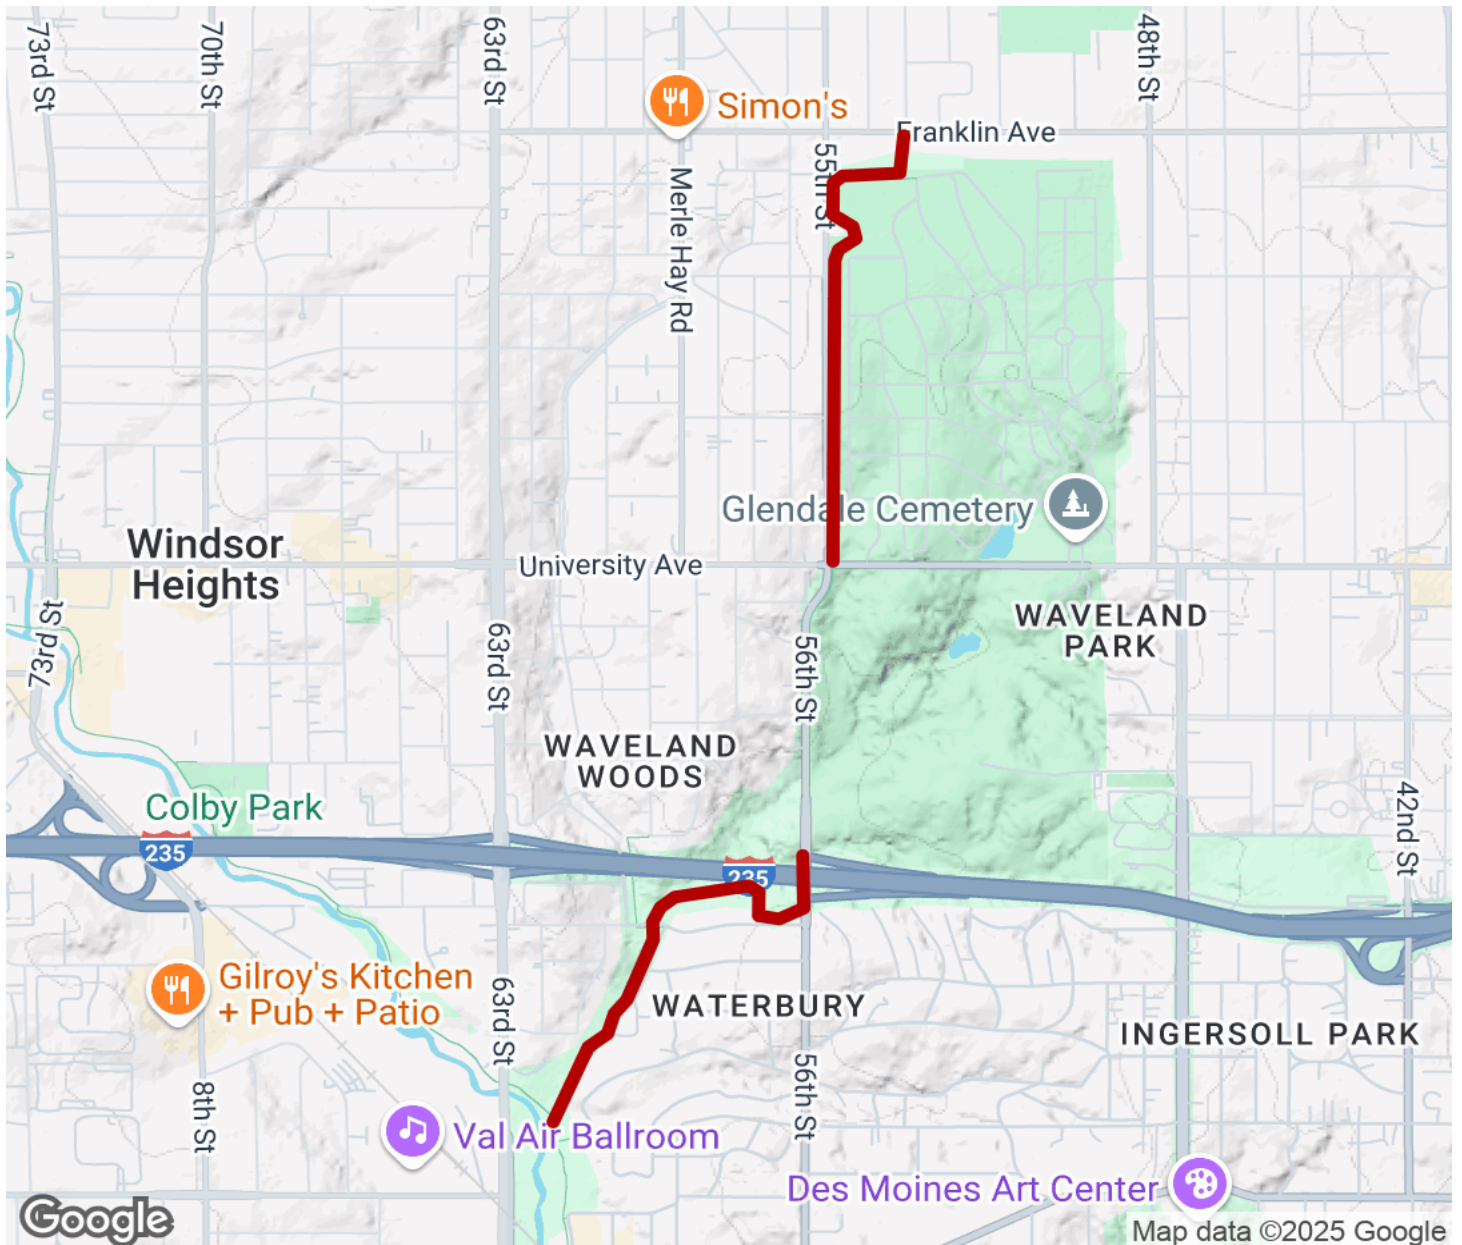 73rd St
70th St
63rd St
48th St
Simon's
Franklin Ave
55th St
Merle Hay Rd
Glendale Cemetery
Windsor
Heights
University Ave
WAVELAND
PARK
73rd St
63rd St
56th St
WAVELAND
WOODS
Colby Park
42nd St
235
235
Gilroy's Kitchen
+ Pub + Patio
63rd St
WATERBURY
INGERSOLL PARK
8th St
56th St
Val Air Ballroom
Des Moines Art Center
Google
Map data ©2025 Google